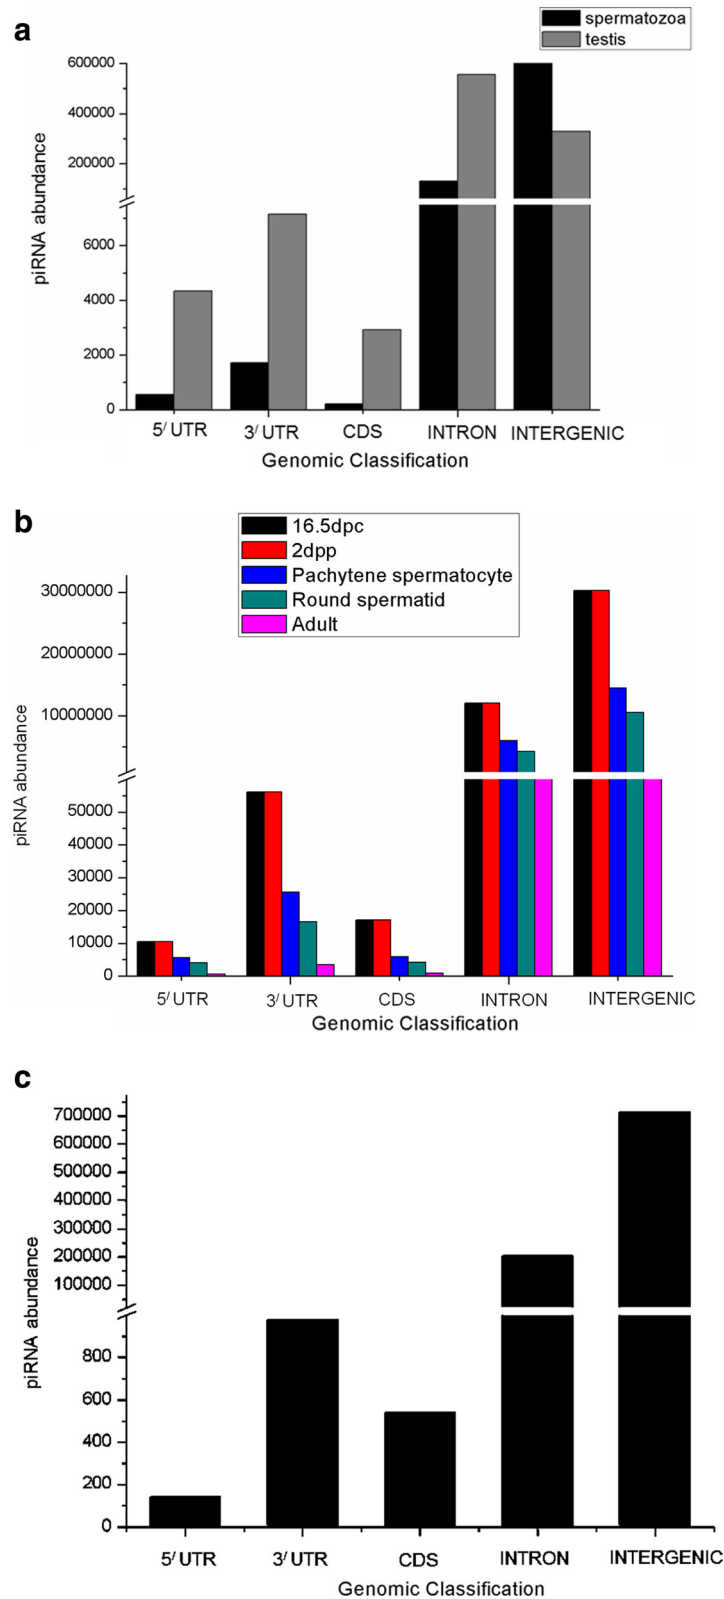 a
spermatozoa
testis
600000
400000
200000
6000
4000
2000
0
piRNA abundance
5/ UTR 3/ UTR CDS INTRON INTERGENIC
Genomic Classification
b
16.5dpc
2dpp
Pachytene spermatocyte
Round spermatid
Adult
30000000
20000000
10000000
50000
40000
30000
20000
10000
0
piRNA abundance
5/ UTR 3/ UTR CDS INTRON INTERGENIC
Genomic Classification
c
700000
600000
500000
400000
300000
200000
100000
800
600
400
200
0
piRNA abundance
5/ UTR 3/ UTR CDS INTRON INTERGENIC
Genomic Classification